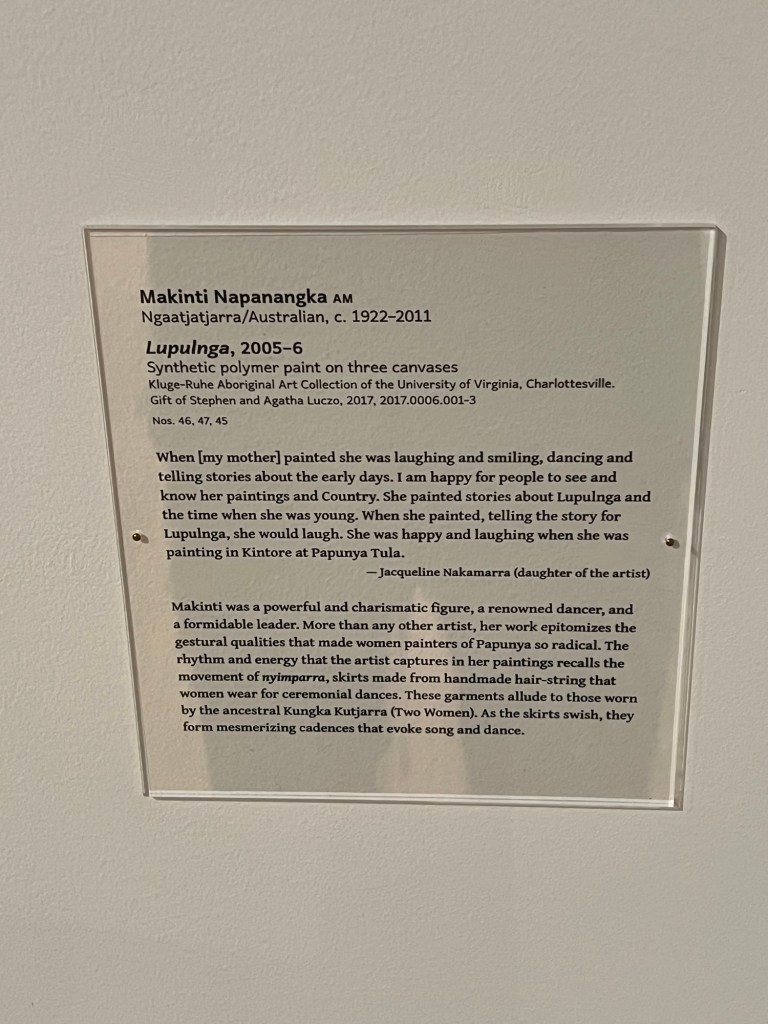 Makinti Napanangka AM
Ngaatjatjarra/Australian, c. 1922–2011
Lupulnga, 2005–6
Synthetic polymer paint on three canvases
Kluge-Ruhe Aboriginal Art Collection of the University of Virginia, Charlottesville.
Gift of Stephen and Agatha Luczo, 2017, 2017.0006.001–3
Nos. 46, 47, 45
When [my mother] painted she was laughing and smiling, dancing and
telling stories about the early days. I am happy for people to see and
know her paintings and Country. She painted stories about Lupulnga and
the time when she was young. When she painted, telling the story for
Lupulnga, she would laugh. She was happy and laughing when she was
painting in Kintore at Papunya Tula.
— Jacqueline Nakamarra (daughter of the artist)
Makinti was a powerful and charismatic figure, a renowned dancer, and
a formidable leader. More than any other artist, her work epitomizes the
gestural qualities that made women painters of Papunya so radical. The
rhythm and energy that the artist captures in her paintings recalls the
movement of nyimparra, skirts made from handmade hair-string that
women wear for ceremonial dances. These garments allude to those worn
by the ancestral Kungka Kutjarra (Two Women). As the skirts swish, they
form mesmerizing cadences that evoke song and dance.